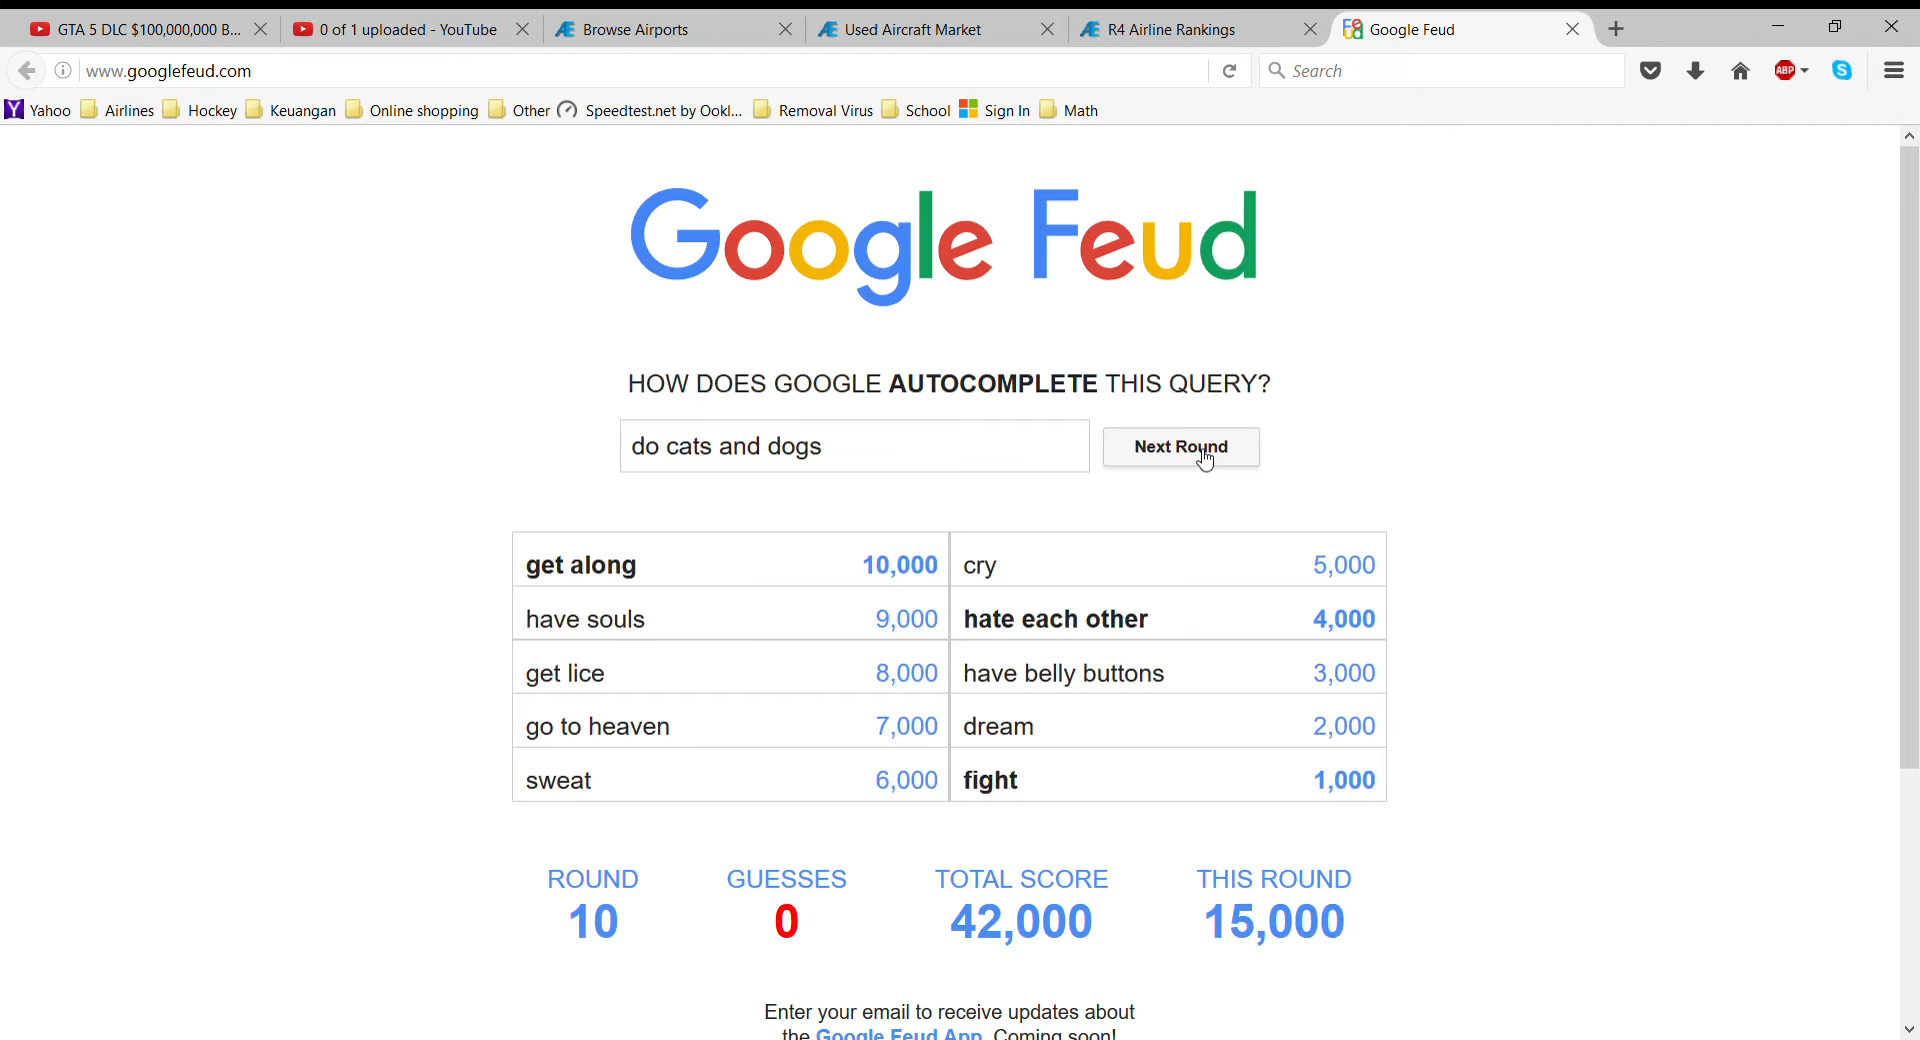 GTA 5 DLC $100,000,000 B... 0 of 1 uploaded - YouTube Browse Airports Used Aircraft Market R4 Airline Rankings Google Feud
www.googlefeud.com Search ABP
Yahoo Airlines Hockey Keuangan Online shopping Other Speedtest.net by Ookl... Removal Virus School Sign In Math
Google Feud
HOW DOES GOOGLE AUTOCOMPLETE THIS QUERY?
do cats and dogs Next Round
get along 10,000 cry 5,000
have souls 9,000 hate each other 4,000
get lice 8,000 have belly buttons 3,000
go to heaven 7,000 dream 2,000
sweat 6,000 fight 1,000
ROUND GUESSES TOTAL SCORE THIS ROUND
10 0 42,000 15,000
Enter your email to receive updates about
the Google Feud App. Coming soon!